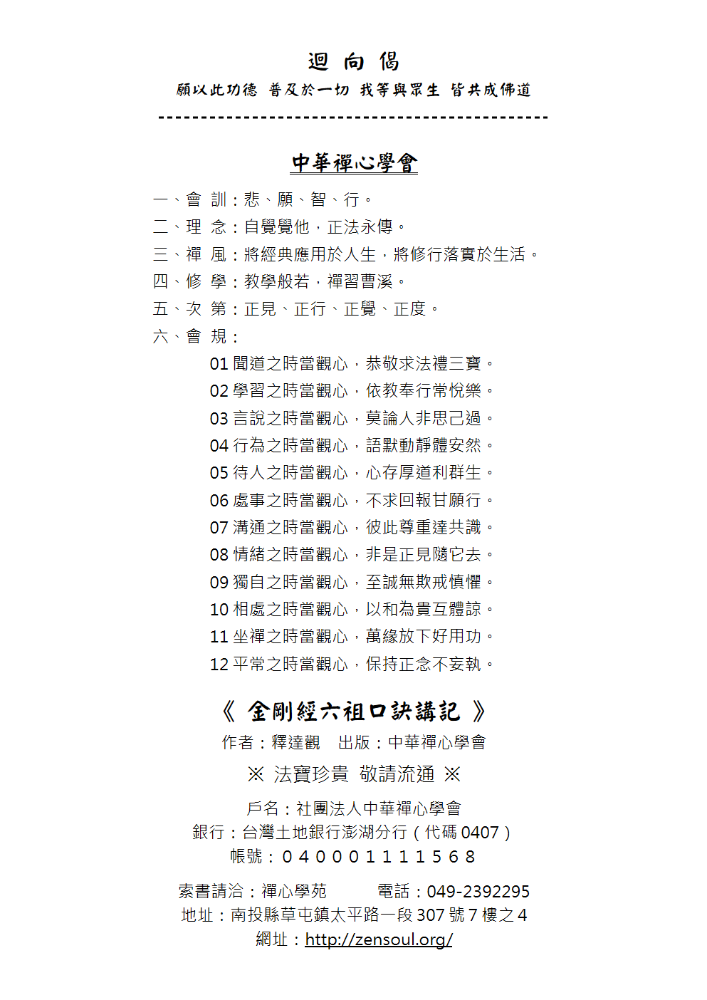 迴 向 偈
願以此功德 普及於一切 我等與眾生 皆共成佛道
中華禪心學會
一、會 訓：悲、願、智、行。
二、理 念：自覺覺他，正法永傳。
三、禪 風：將經典應用於人生，將修行落實於生活。
四、修 學：教學般若，禪習曹溪。
五、次 第：正見、正行、正覺、正度。
六、會 規：
01 聞道之時當觀心，恭敬求法禮三寶。
02 學習之時當觀心，依教奉行常悅樂。
03 言說之時當觀心，莫論人非思己過。
04 行為之時當觀心，語默動靜體安然。
05 待人之時當觀心，心存厚道利群生。
06 處事之時當觀心，不求回報甘願行。
07 溝通之時當觀心，彼此尊重達共識。
08 情緒之時當觀心，非是正見隨它去。
09 獨自之時當觀心，至誠無欺戒慎懼。
10 相處之時當觀心，以和為貴互體諒。
11 坐禪之時當觀心，萬緣放下好用功。
12 平常之時當觀心，保持正念不妄執。
《 金剛經六祖口訣講記 》
作者：釋達觀　出版：中華禪心學會
※ 法寶珍貴 敬請流通 ※
戶名：社團法人中華禪心學會
銀行：台灣土地銀行澎湖分行（代碼 0407）
帳號：０４０００１１１１５６８
索書請洽：禪心學苑　　　電話：049-2392295
地址：南投縣草屯鎮太平路一段 307 號 7 樓之 4
網址：http://zensoul.org/